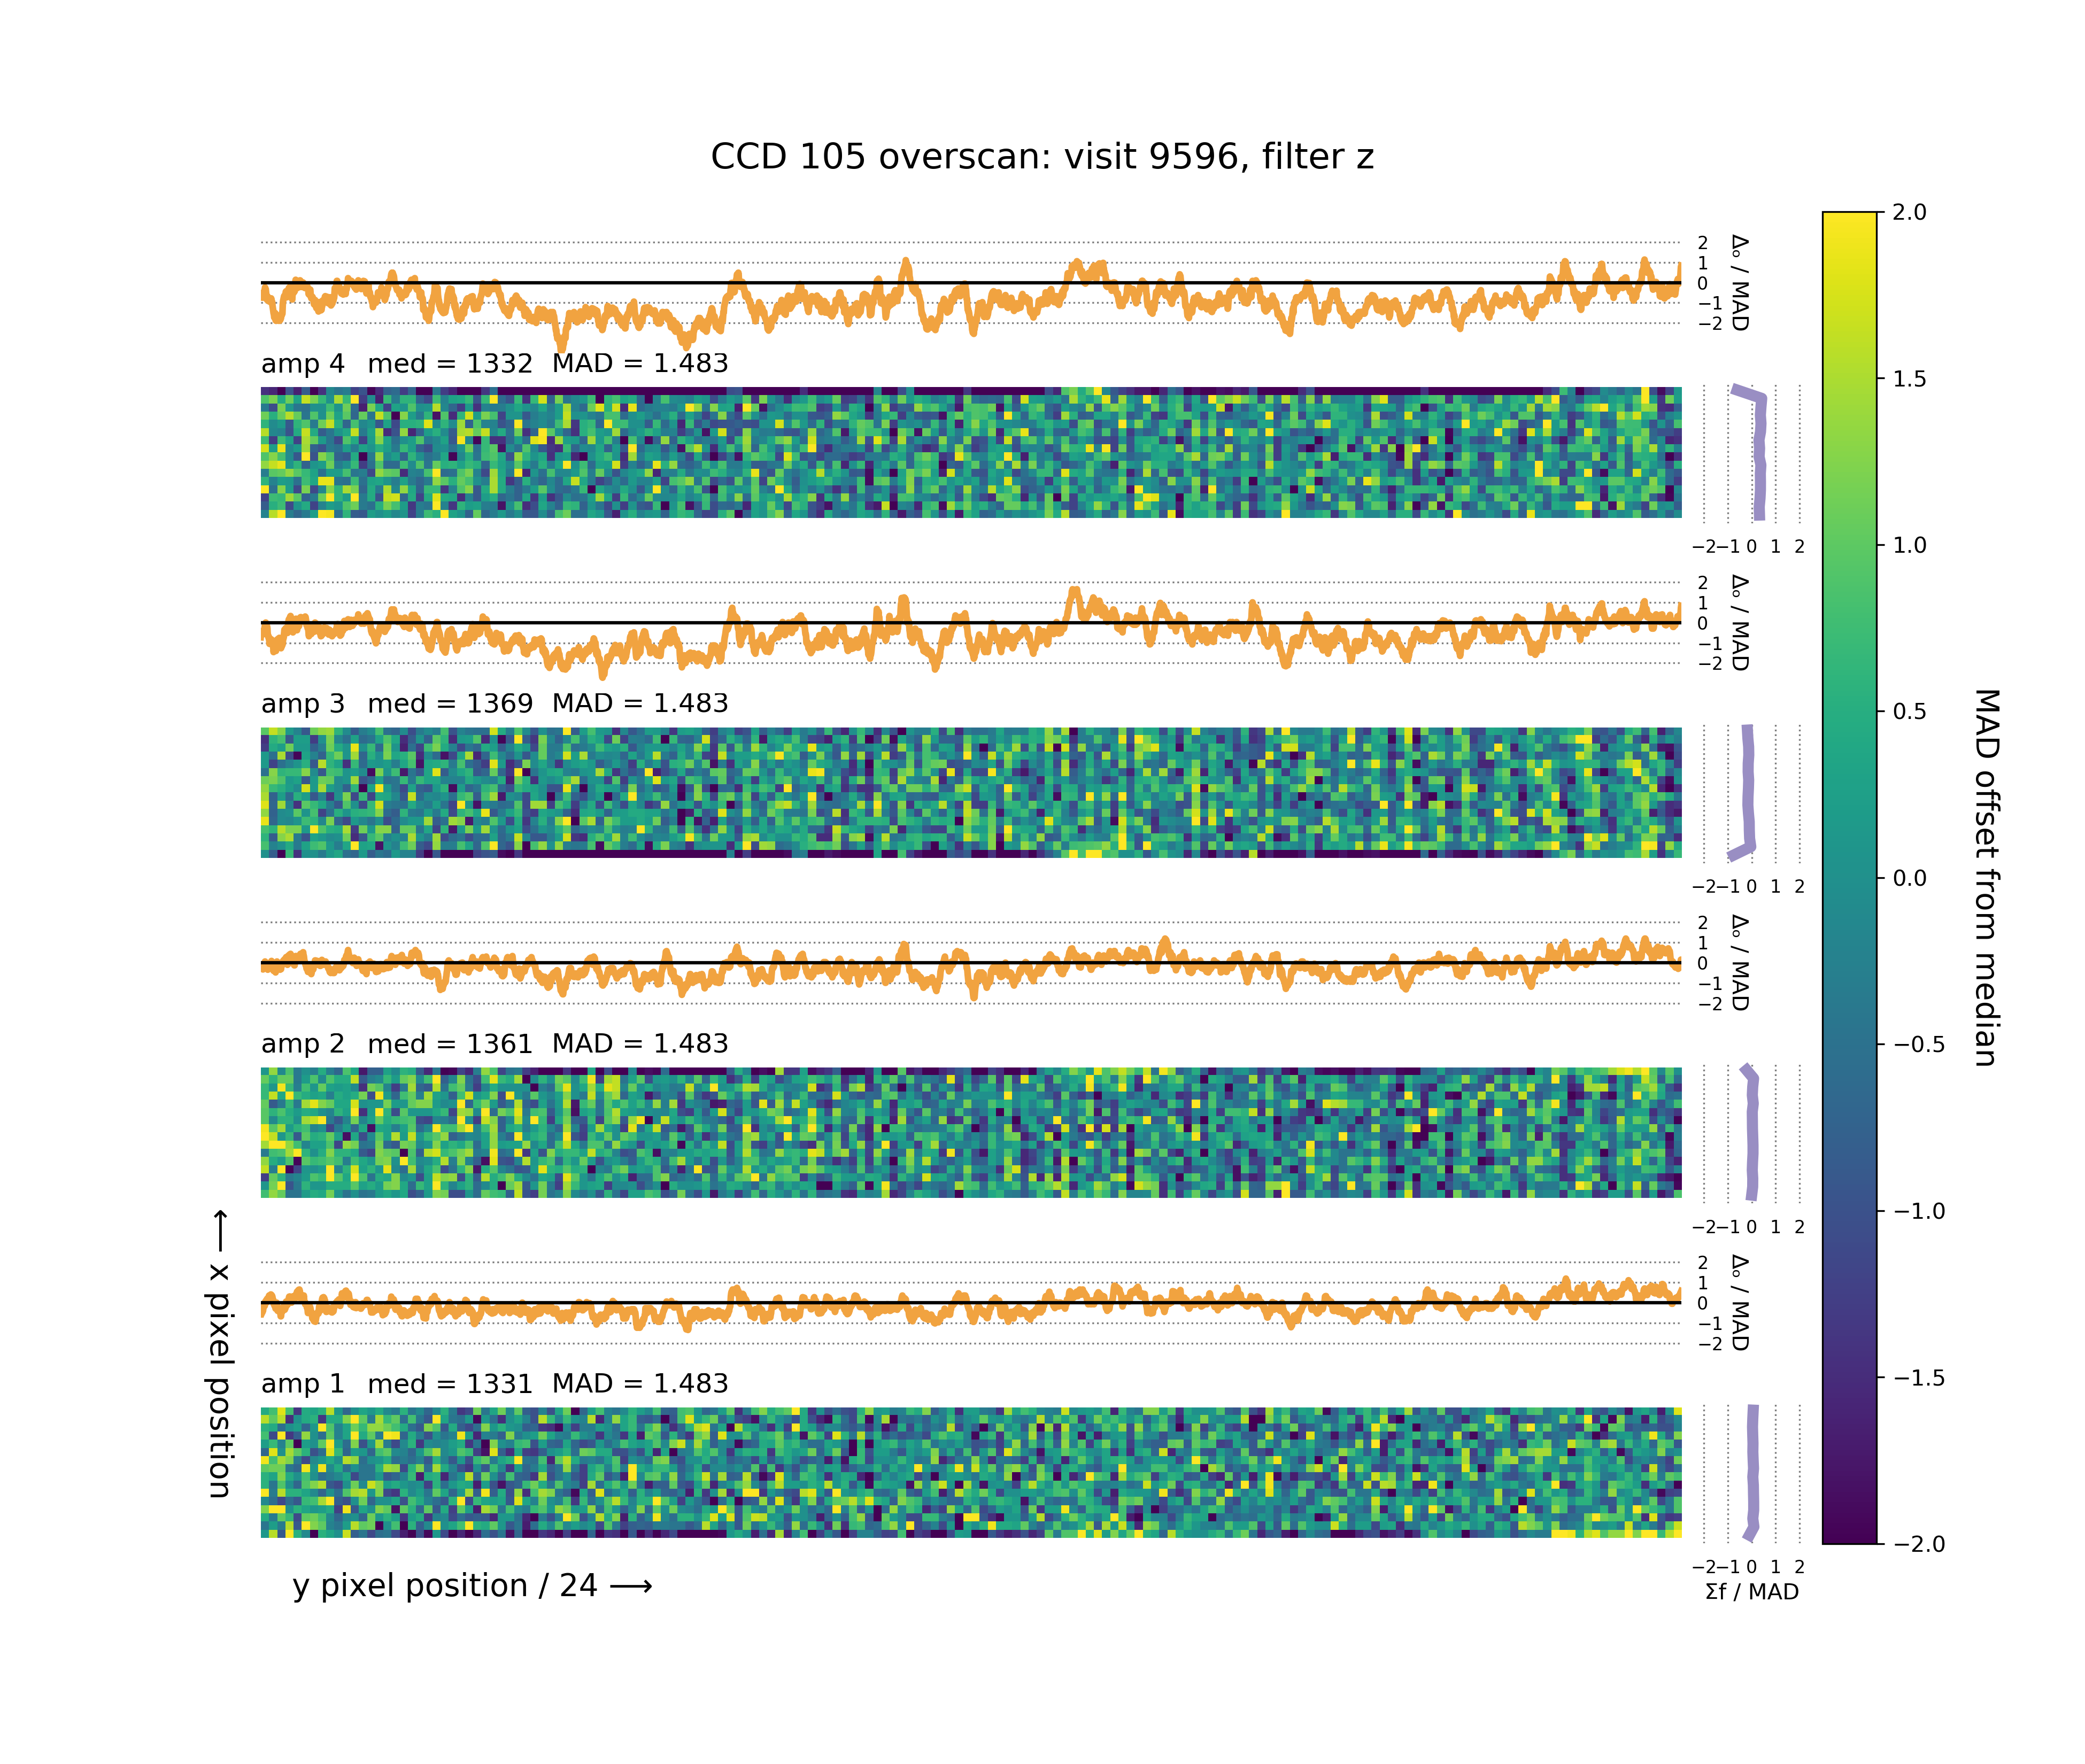 CCD 105 overscan: visit 9596, filter z
2
1
0
−1
−2
Δₒ / MAD
amp 4 med = 1332 MAD = 1.483
−2 −1 0 1 2
2
1
0
−1
−2
Δₒ / MAD
amp 3 med = 1369 MAD = 1.483
−2 −1 0 1 2
2
1
0
−1
−2
Δₒ / MAD
amp 2 med = 1361 MAD = 1.483
−2 −1 0 1 2
2
1
0
−1
−2
Δₒ / MAD
amp 1 med = 1331 MAD = 1.483
−2 −1 0 1 2
Σf / MAD
y pixel position / 24 ⟶
⟵ x pixel position
2.0
1.5
1.0
0.5
0.0
−0.5
−1.0
−1.5
−2.0
MAD offset from median